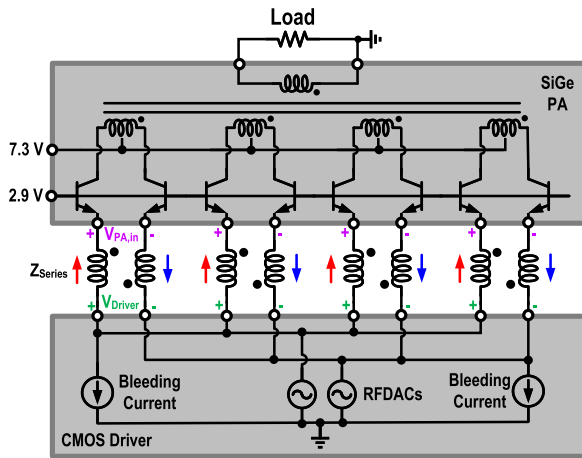 Load
SiGe
PA
7.3 V
2.9 V
+ V_PA,in - + - + - + -
Z_Series
+ V_Driver - + - + - + -
Bleeding
Current
RFDACs
Bleeding
Current
CMOS Driver